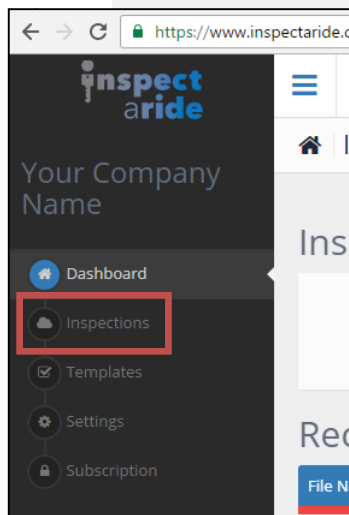 https://www.inspectaride.c
inspect
aride
Your Company
Name
Dashboard
Inspections
Templates
Settings
Subscription
Ins
Rec
File N